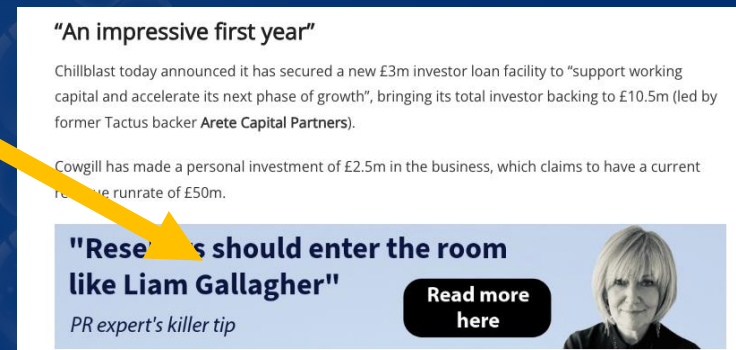 “An impressive first year”
Chillblast today announced it has secured a new £3m investor loan facility to “support working
capital and accelerate its next phase of growth”, bringing its total investor backing to £10.5m (led by
former Tactus backer Arete Capital Partners).
Cowgill has made a personal investment of £2.5m in the business, which claims to have a current
runrate of £50m.
"should enter the room
like Liam Gallagher"
PR expert's killer tip
Read more
here